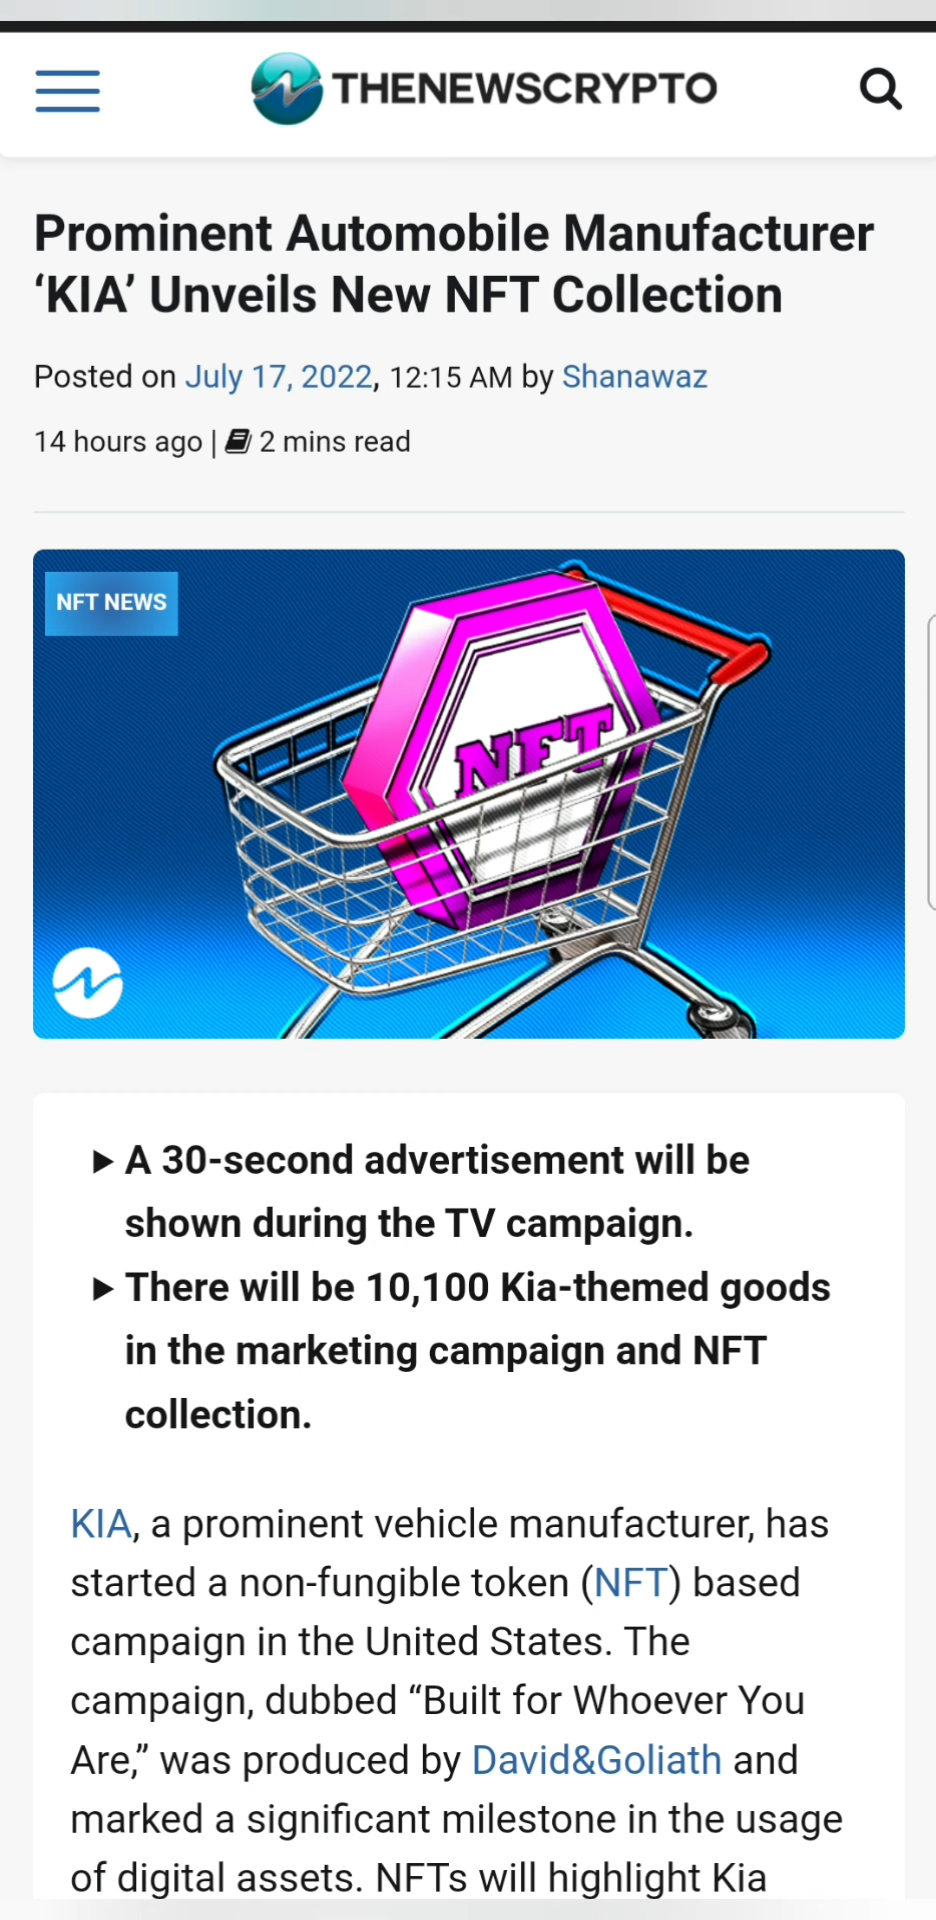 THENEWSCRYPTO
Prominent Automobile Manufacturer
‘KIA’ Unveils New NFT Collection
Posted on July 17, 2022, 12:15 AM by Shanawaz
14 hours ago | 2 mins read
NFT NEWS
NFT
▶ A 30-second advertisement will be
shown during the TV campaign.
▶ There will be 10,100 Kia-themed goods
in the marketing campaign and NFT
collection.
KIA, a prominent vehicle manufacturer, has
started a non-fungible token (NFT) based
campaign in the United States. The
campaign, dubbed “Built for Whoever You
Are,” was produced by David&Goliath and
marked a significant milestone in the usage
of digital assets. NFTs will highlight Kia